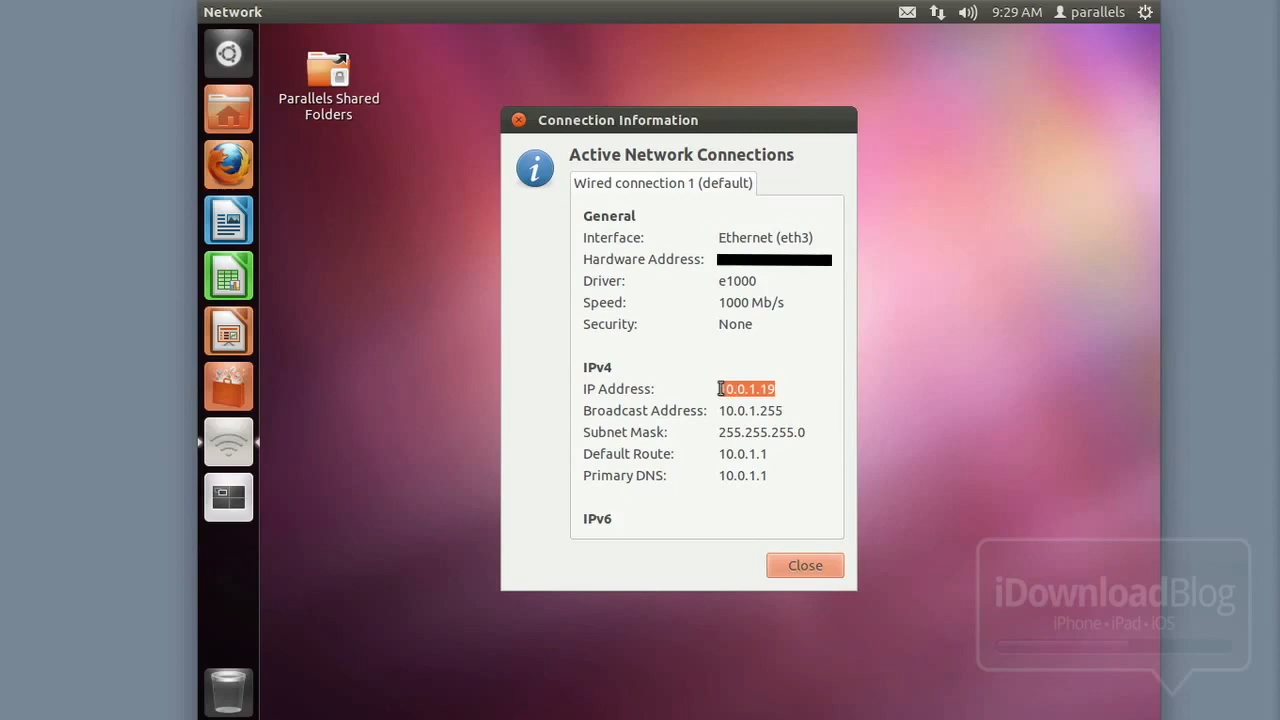 Network
9:29 AM
parallels
Parallels Shared
Folders
Connection Information
Active Network Connections
Wired connection 1 (default)
General
Interface: Ethernet (eth3)
Hardware Address:
Driver: e1000
Speed: 1000 Mb/s
Security: None
IPv4
IP Address: 10.0.1.19
Broadcast Address: 10.0.1.255
Subnet Mask: 255.255.255.0
Default Route: 10.0.1.1
Primary DNS: 10.0.1.1
IPv6
Close
iDownloadBlog
iPhone • iPad • iOS